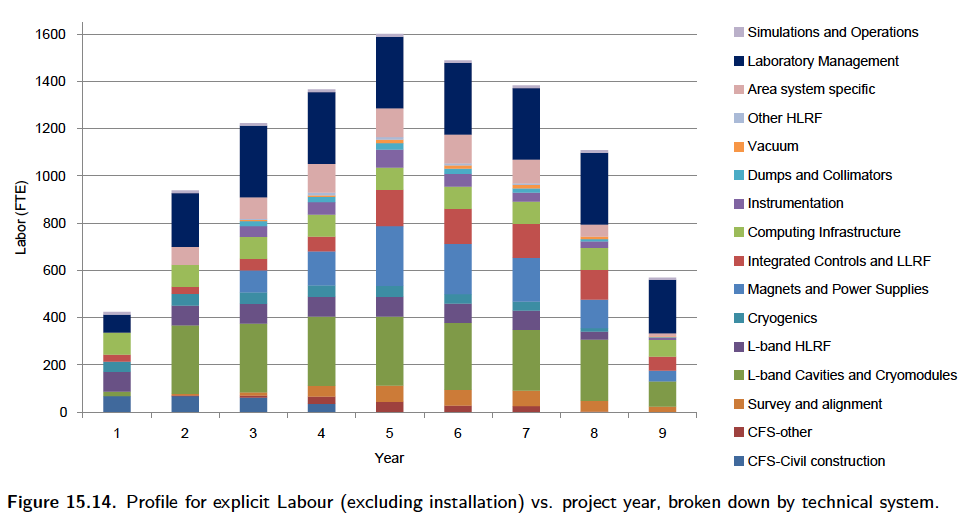 1600
1400
1200
1000
800
600
400
200
0
Labor (FTE)
1 2 3 4 5 6 7 8 9
Year
Simulations and Operations
Laboratory Management
Area system specific
Other HLRF
Vacuum
Dumps and Collimators
Instrumentation
Computing Infrastructure
Integrated Controls and LLRF
Magnets and Power Supplies
Cryogenics
L-band HLRF
L-band Cavities and Cryomodules
Survey and alignment
CFS-other
CFS-Civil construction
Figure 15.14. Profile for explicit Labour (excluding installation) vs. project year, broken down by technical system.